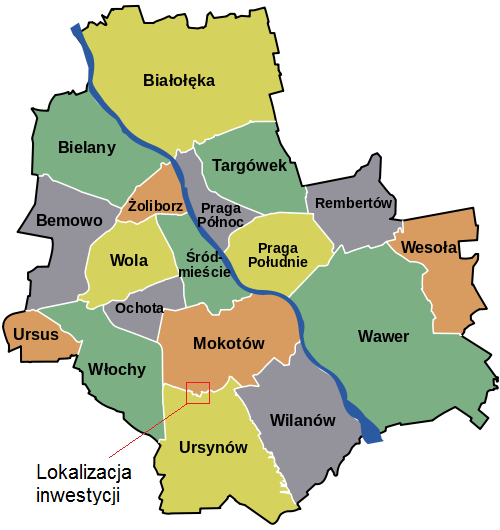 Białołęka
Bielany
Targówek
Żoliborz
Praga
Północ
Rembertów
Bemowo
Wola
Śród-
mieście
Praga
Południe
Wesoła
Ochota
Ursus
Włochy
Mokotów
Wawer
Wilanów
Ursynów
Lokalizacja
inwestycji